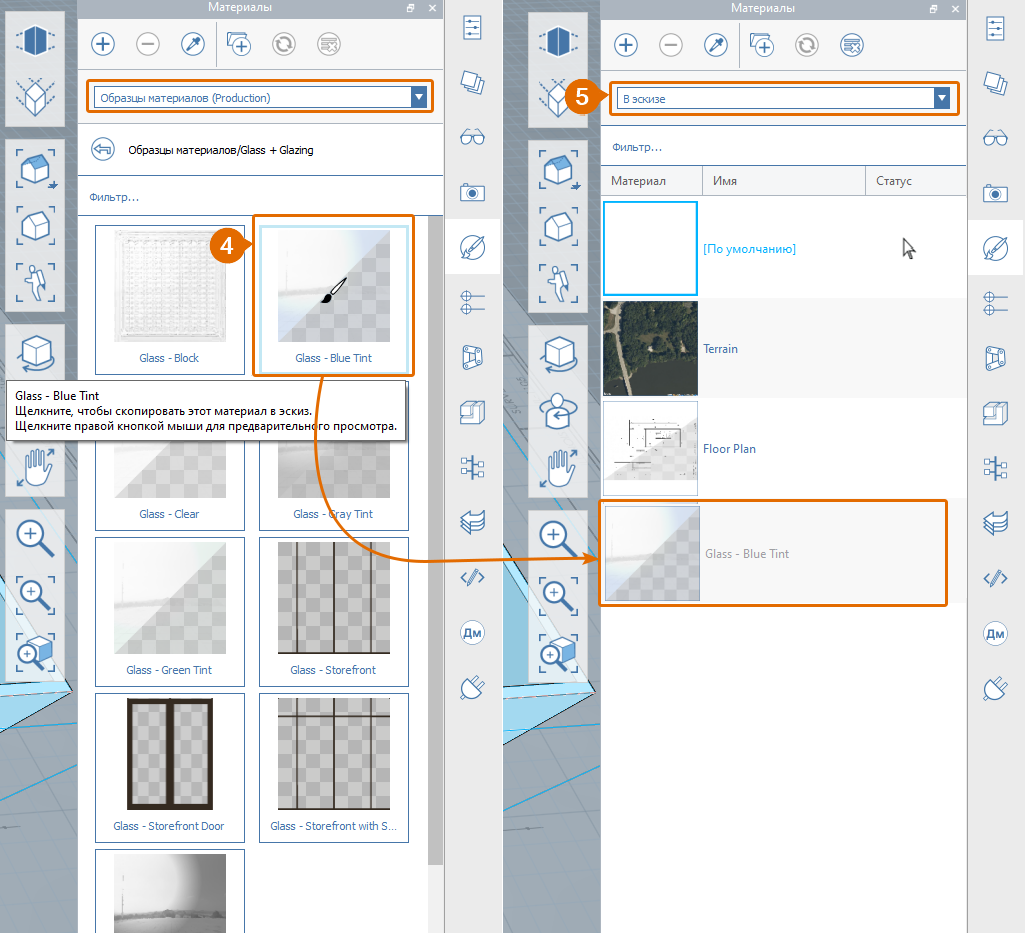 Материалы
Образцы материалов (Production)
Образцы материалов/Glass + Glazing
Фильтр...
4
Glass - Block
Glass - Blue Tint
Glass - Blue Tint
Щелкните, чтобы скопировать этот материал в эскиз.
Щелкните правой кнопкой мыши для предварительного просмотра.
Glass - Clear
Glass - Gray Tint
Glass - Green Tint
Glass - Storefront
Glass - Storefront Door
Glass - Storefront with S...
Дм
Материалы
5
В эскизе
Фильтр...
Материал
Имя
Статус
[По умолчанию]
Terrain
Floor Plan
Glass - Blue Tint
Дм